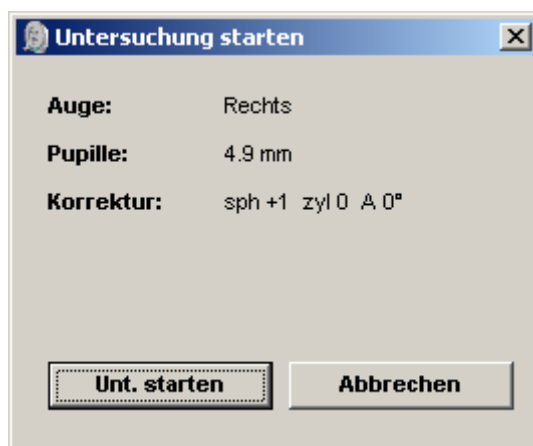 Untersuchung starten
Auge: Rechts
Pupille: 4.9 mm
Korrektur: sph +1 zyl 0 A 0°
Unt. starten Abbrechen